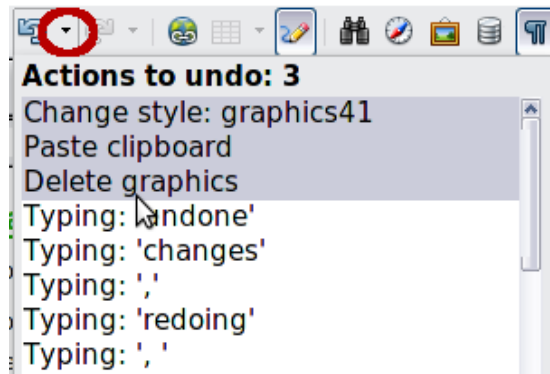 Actions to undo: 3
Change style: graphics41
Paste clipboard
Delete graphics
Typing: 'undone'
Typing: 'changes'
Typing: ','
Typing: 'redoing'
Typing: ', '